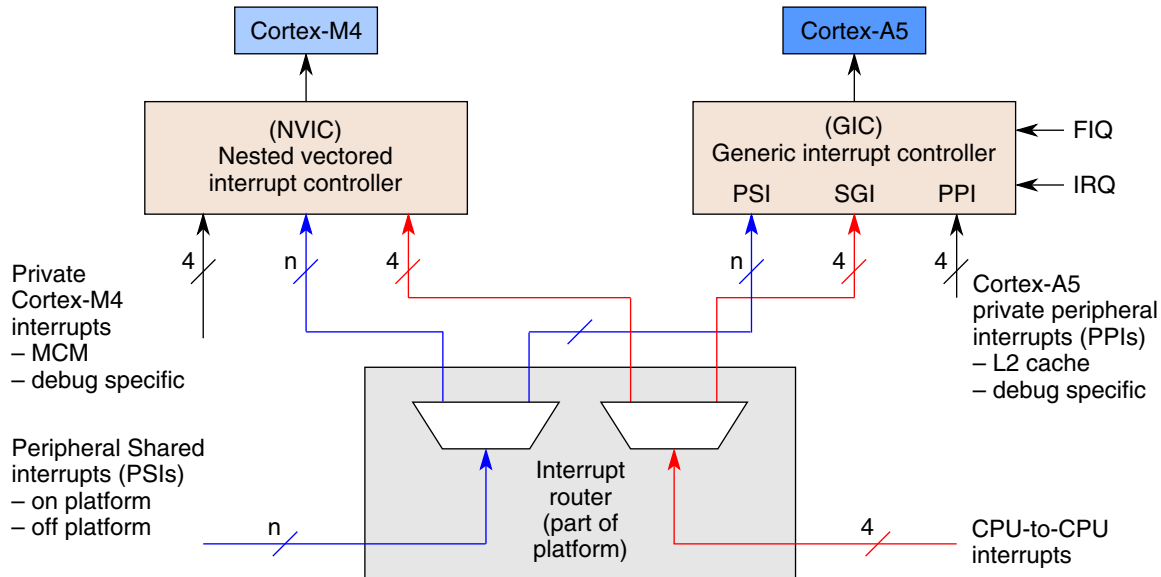 Cortex-M4
Cortex-A5
(NVIC)
Nested vectored
interrupt controller
(GIC)
Generic interrupt controller
PSI SGI PPI
FIQ
IRQ
4
n
4
n
4
4
Private
Cortex-M4
interrupts
– MCM
– debug specific
Cortex-A5
private peripheral
interrupts (PPIs)
– L2 cache
– debug specific
Peripheral Shared
interrupts (PSIs)
– on platform
– off platform
n
Interrupt
router
(part of
platform)
4
CPU-to-CPU
interrupts